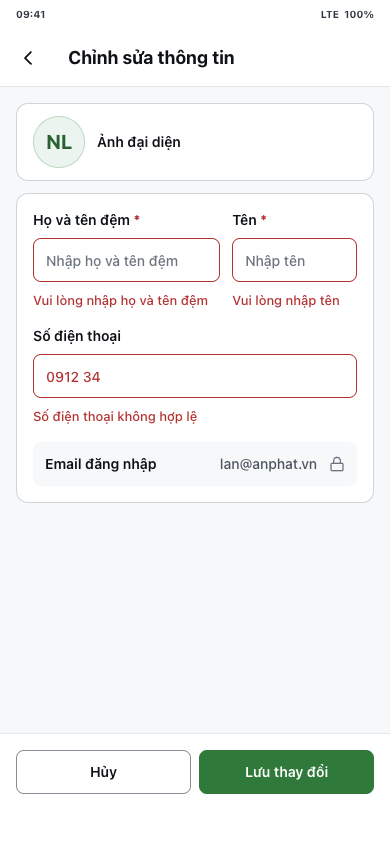 09:41 LTE 100%
Chỉnh sửa thông tin
NL Ảnh đại diện
Họ và tên đệm * Tên *
Nhập họ và tên đệm Nhập tên
Vui lòng nhập họ và tên đệm Vui lòng nhập tên
Số điện thoại
0912 34
Số điện thoại không hợp lệ
Email đăng nhập lan@anphat.vn
Hủy Lưu thay đổi